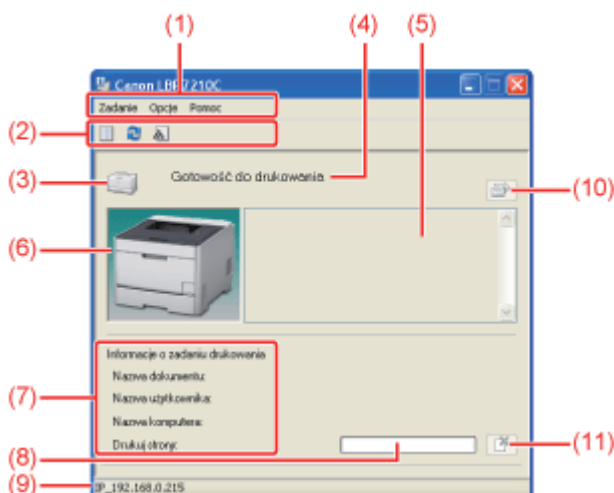 (1) (4) (5)
Canon LBP7210C
Zadanie Opcje Pomoc
(2)
(3) Gotowość do drukowania
(10)
(6)
Informacje o zadaniu drukowania
Nazwa dokumentu:
(7) Nazwa użytkownika:
Nazwa komputera:
Drukuj strony: (11)
(8)
(9) IP_192.168.0.215